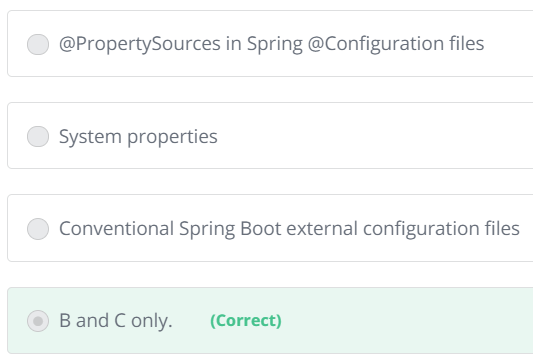 @PropertySources in Spring @Configuration files
System properties
Conventional Spring Boot external configuration files
B and C only. (Correct)